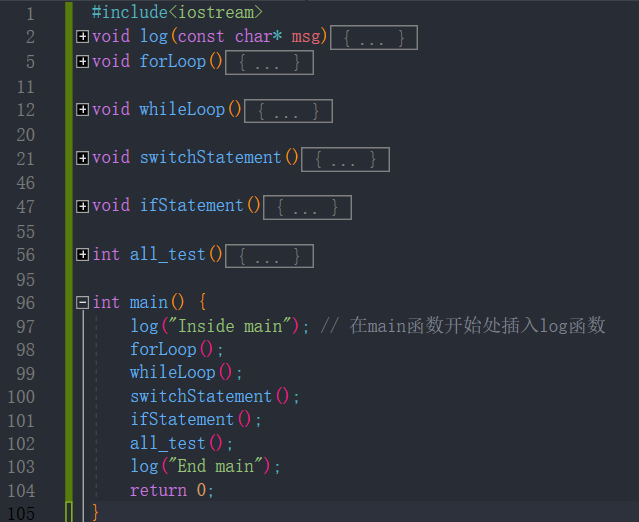 1 #include<iostream>
2 void log(const char* msg){ ... }
5 void forLoop(){ ... }
11
12 void whileLoop(){ ... }
20
21 void switchStatement(){ ... }
46
47 void ifStatement(){ ... }
55
56 int all_test(){ ... }
95
96 int main() {
97 log("Inside main"); // 在main函数开始处插入log函数
98 forLoop();
99 whileLoop();
100 switchStatement();
101 ifStatement();
102 all_test();
103 log("End main");
104 return 0;
105 }